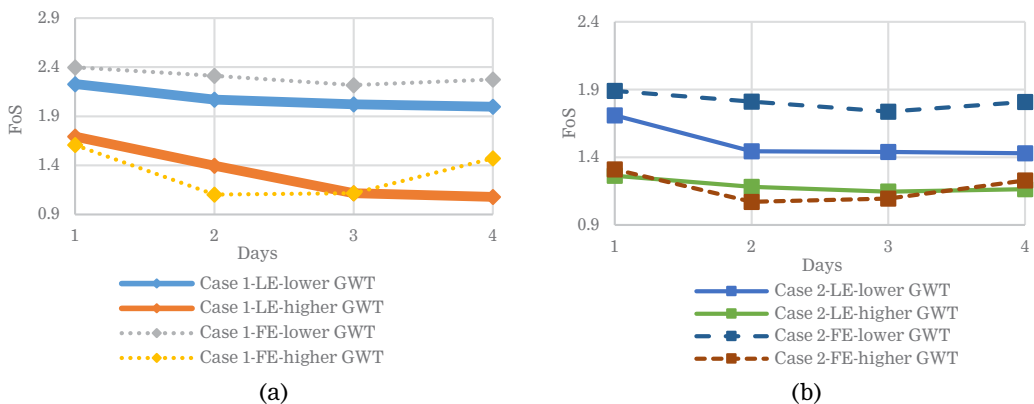 2.9
2.4
1.9
1.4
0.9
FoS
1 2 3 4
Days
Case 1-LE-lower GWT
Case 1-LE-higher GWT
Case 1-FE-lower GWT
Case 1-FE-higher GWT
(a)
2.4
1.9
1.4
0.9
FoS
1 2 3 4
Days
Case 2-LE-lower GWT
Case 2-LE-higher GWT
Case 2-FE-lower GWT
Case 2-FE-higher GWT
(b)